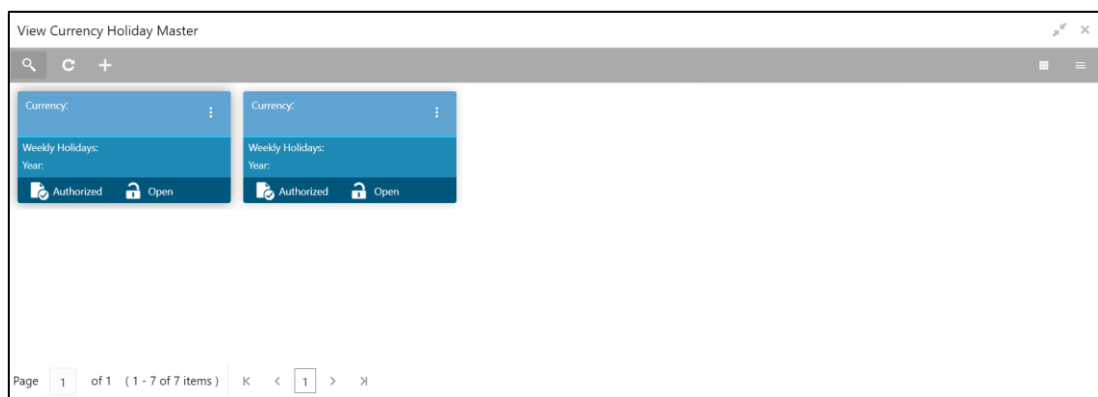 View Currency Holiday Master
Currency: Currency:
Weekly Holidays: Weekly Holidays:
Year: Year:
Authorized Open Authorized Open
Page 1 of 1 ( 1 - 7 of 7 items ) 1